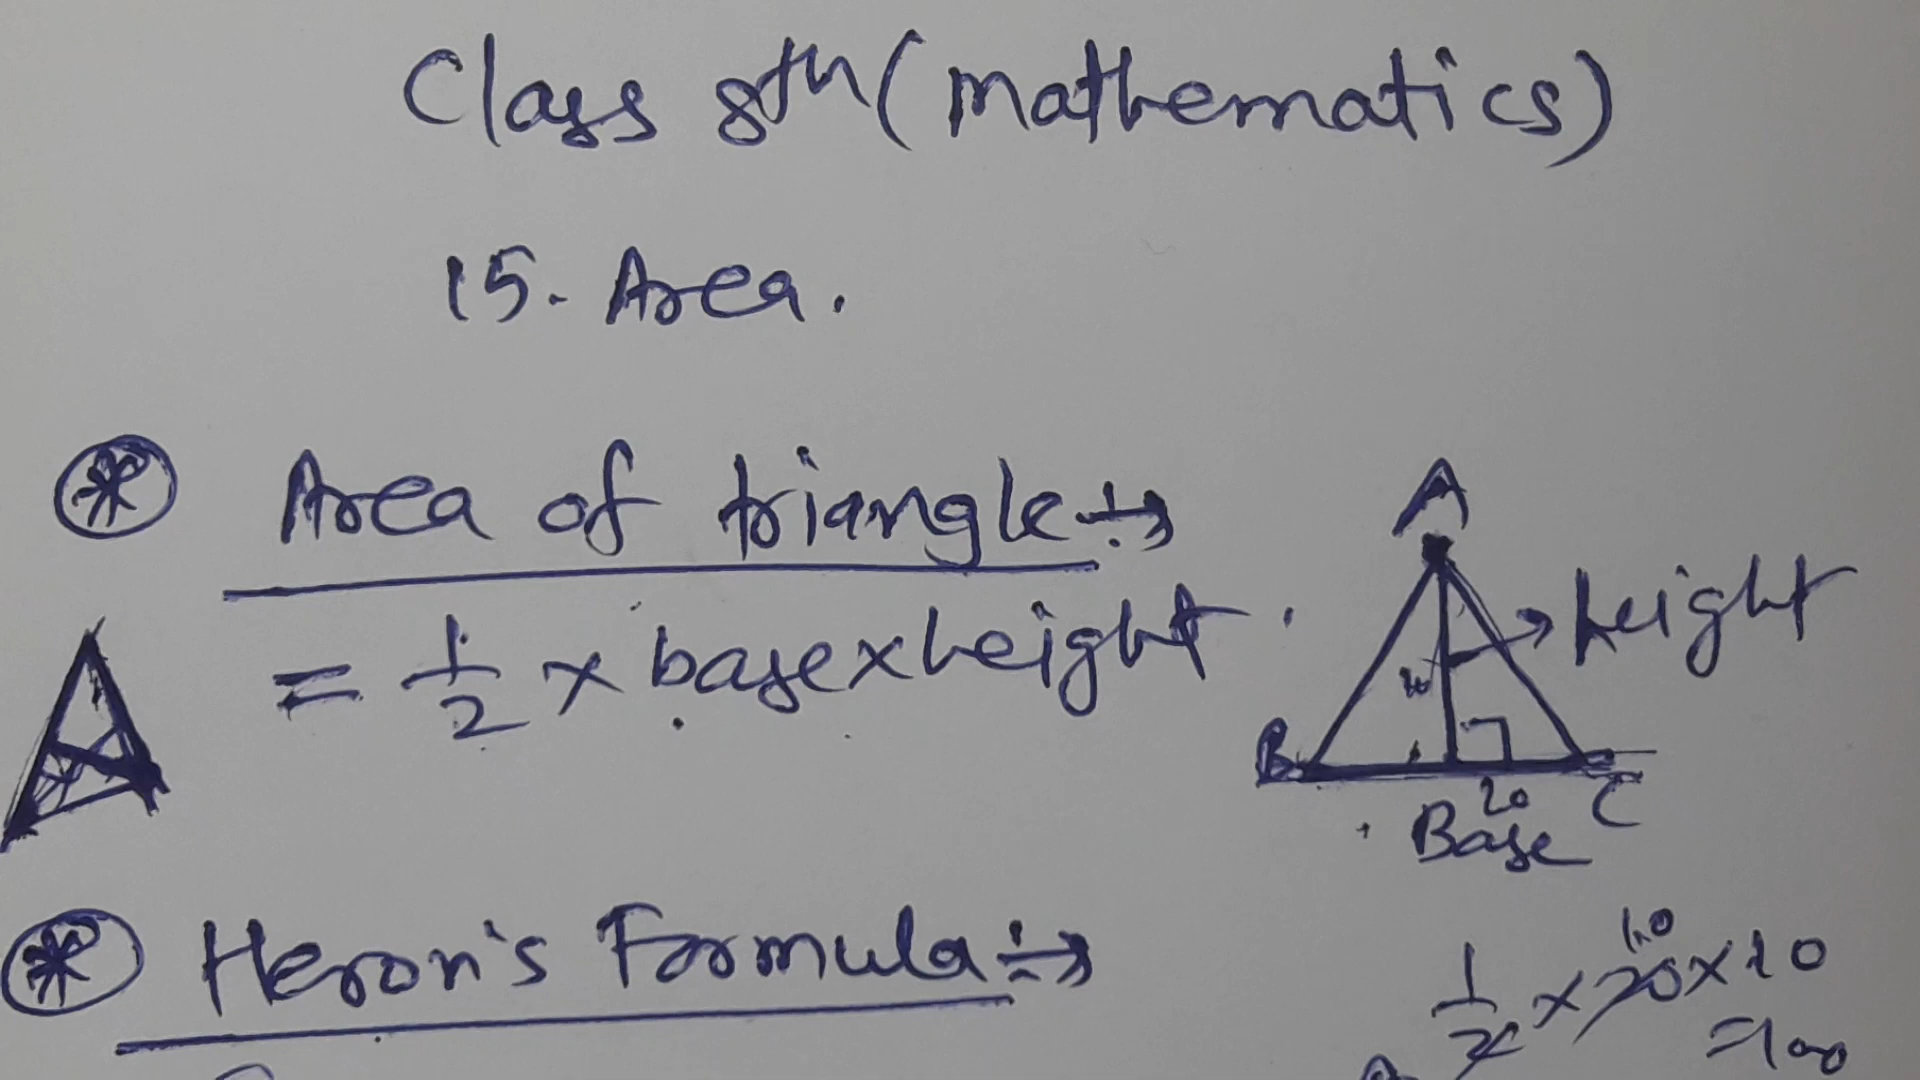 Class 8th (Mathematics)
15. Area.
Area of triangle :→
= 1/2 × base × height
A
height
10
B
20
C
Base
Heron's Formula :→
10
1/2 × 20 × 10
= 100